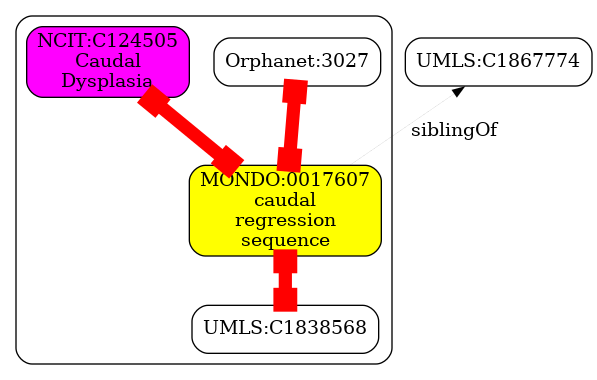 NCIT:C124505
Caudal
Dysplasia
Orphanet:3027
UMLS:C1867774
siblingOf
MONDO:0017607
caudal
regression
sequence
UMLS:C1838568